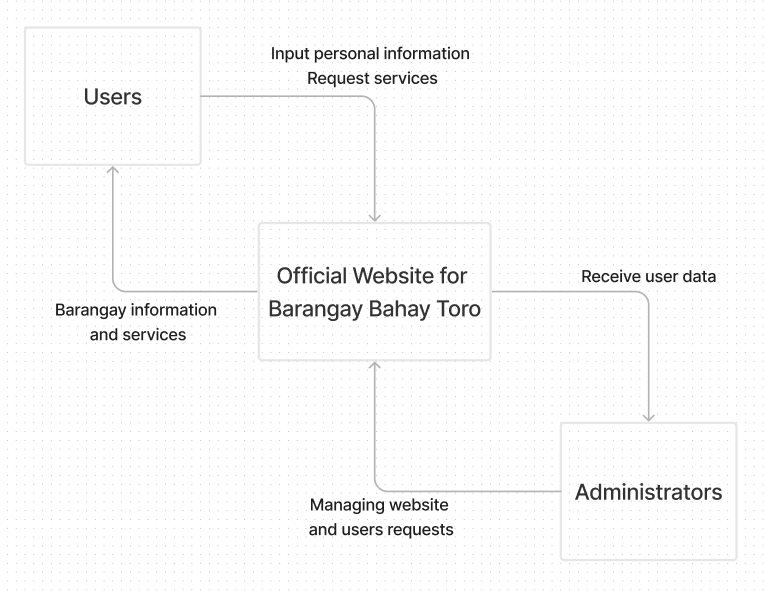 Input personal information
Request services
Users
Official Website for
Barangay Bahay Toro
Receive user data
Barangay information
and services
Administrators
Managing website
and users requests